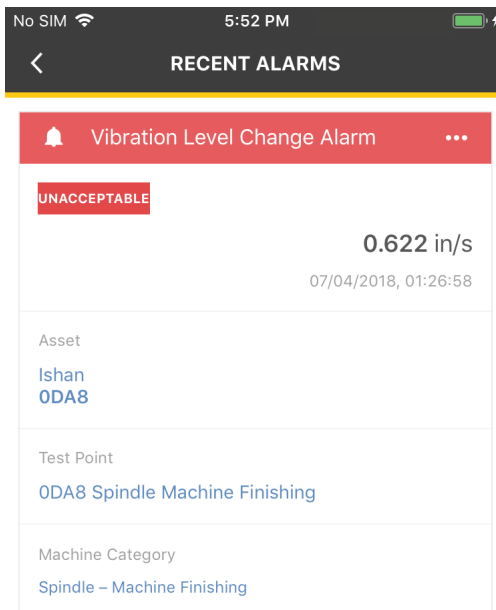 No SIM 5:52 PM
RECENT ALARMS
Vibration Level Change Alarm
UNACCEPTABLE
0.622 in/s
07/04/2018, 01:26:58
Asset
Ishan
0DA8
Test Point
0DA8 Spindle Machine Finishing
Machine Category
Spindle – Machine Finishing